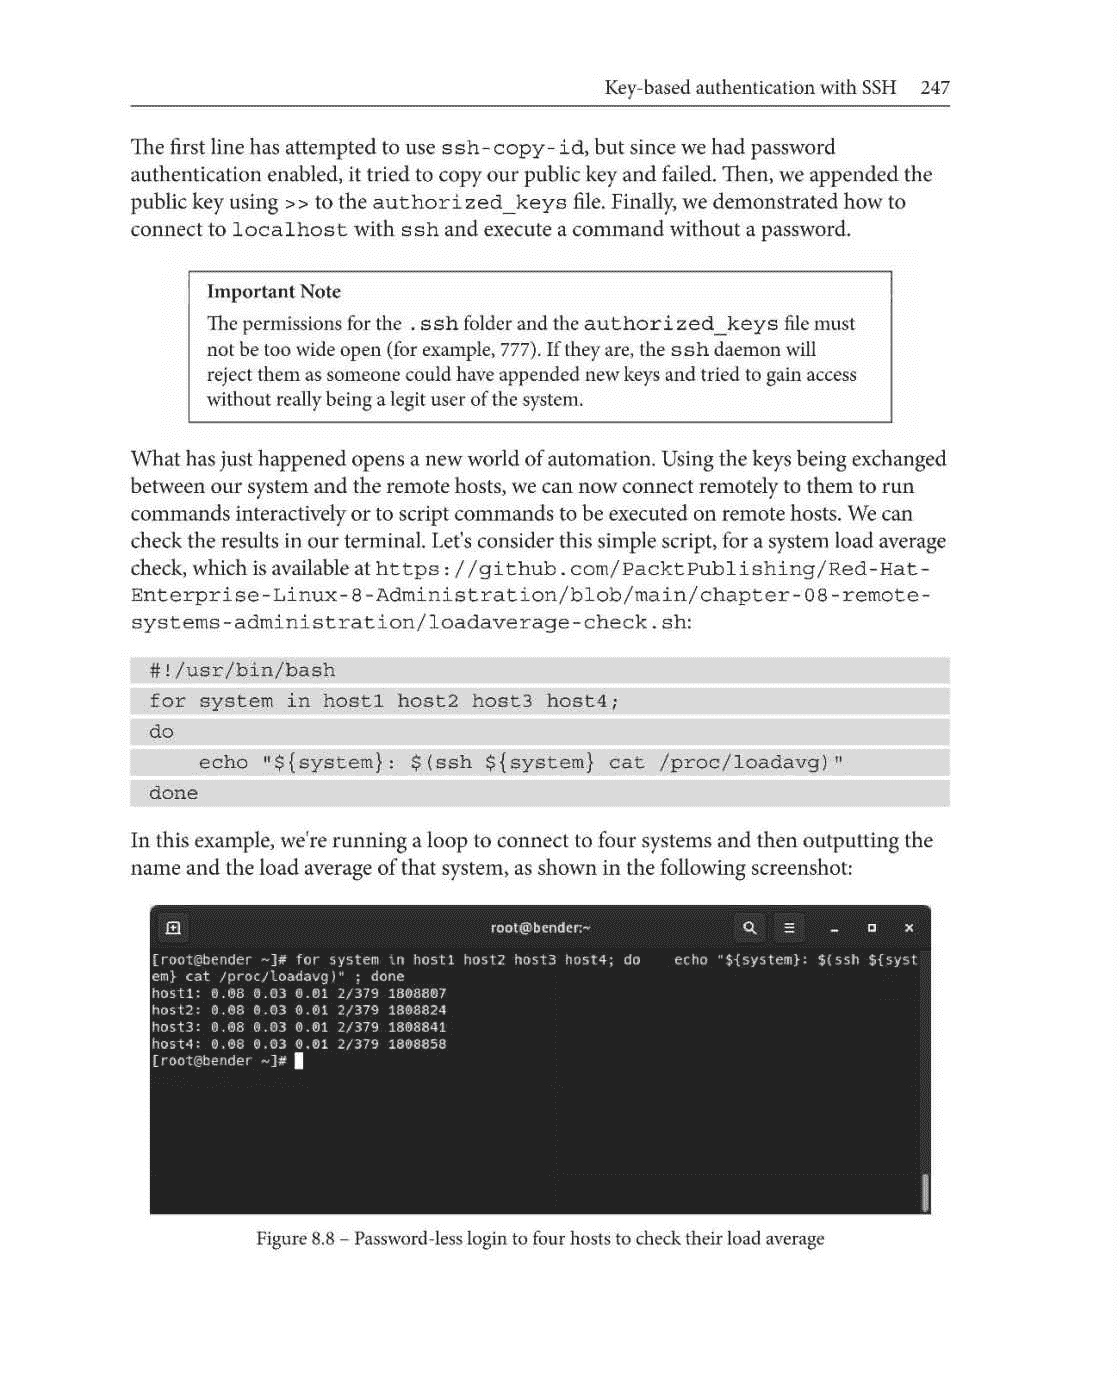 Key-based authentication with SSH 247
The first line has attempted to use ssh-copy-id, but since we had password
authentication enabled, it tried to copy our public key and failed. Then, we appended the
public key using >> to the authorized_keys file. Finally, we demonstrated how to
connect to localhost with ssh and execute a command without a password.
Important Note
The permissions for the .ssh folder and the authorized_keys file must
not be too wide open (for example, 777). If they are, the ssh daemon will
reject them as someone could have appended new keys and tried to gain access
without really being a legit user of the system.
What has just happened opens a new world of automation. Using the keys being exchanged
between our system and the remote hosts, we can now connect remotely to them to run
commands interactively or to script commands to be executed on remote hosts. We can
check the results in our terminal. Let's consider this simple script, for a system load average
check, which is available at https://github.com/PacktPublishing/Red-Hat-
Enterprise-Linux-8-Administration/blob/main/chapter-08-remote-
systems-administration/loadaverage-check.sh:
#!/usr/bin/bash
for system in host1 host2 host3 host4;
do
echo "${system}: $(ssh ${system} cat /proc/loadavg)"
done
In this example, we're running a loop to connect to four systems and then outputting the
name and the load average of that system, as shown in the following screenshot:
root@bender:~
[root@bender ~]# for system in host1 host2 host3 host4; do echo "${system}: $(ssh ${syst
em} cat /proc/loadavg)" ; done
host1: 0.08 0.03 0.01 2/379 1808807
host2: 0.08 0.03 0.01 2/379 1808824
host3: 0.08 0.03 0.01 2/379 1808841
host4: 0.08 0.03 0.01 2/379 1808858
[root@bender ~]#
Figure 8.8 – Password-less login to four hosts to check their load average